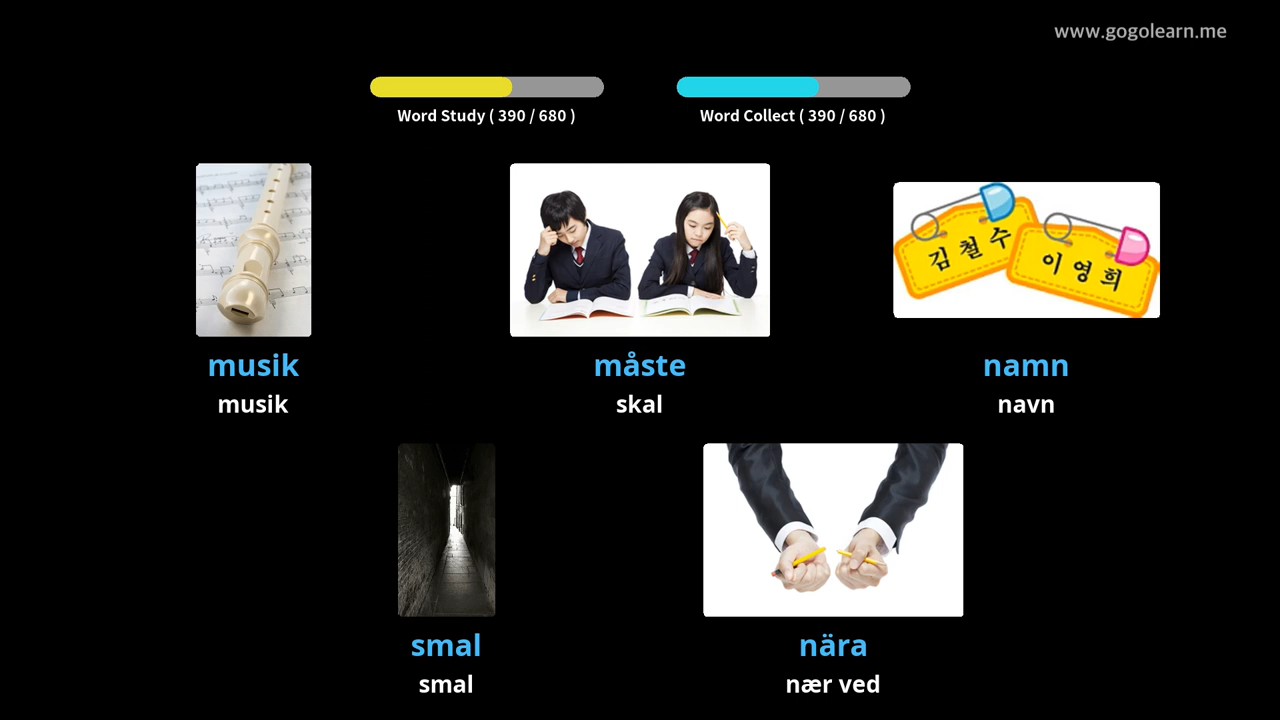 www.gogolearn.me
Word Study ( 390 / 680 )
Word Collect ( 390 / 680 )
김철수
이영희
musik
musik
måste
skal
namn
navn
smal
smal
nära
nær ved